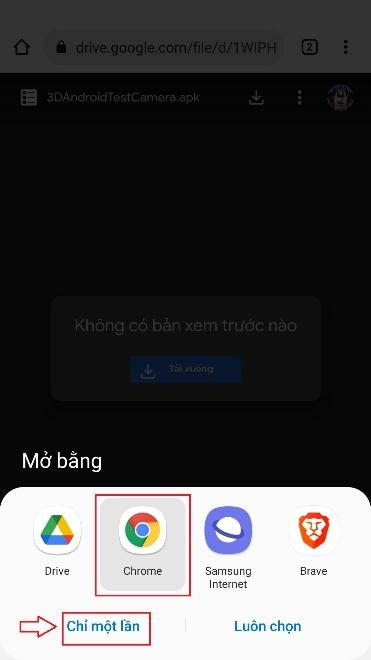 drive.google.com/file/d/1WlPH
2
3DAndroidTestCamera.apk
Không có bản xem trước nào
Tải xuống
Mở bằng
Drive
Chrome
Samsung
Internet
Brave
Chỉ một lần
Luôn chọn